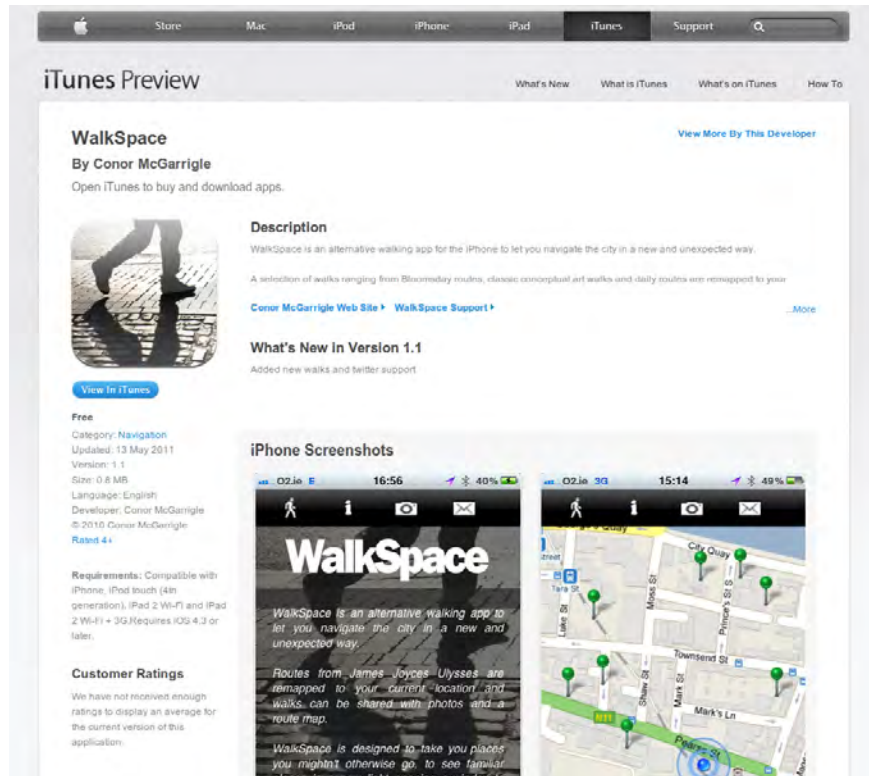 Store Mac iPod iPhone iPad iTunes Support
iTunes Preview
What's New What is iTunes What's on iTunes How To
WalkSpace
View More By This Developer
By Conor McGarrigle
Open iTunes to buy and download apps.
Description
WalkSpace is an alternative walking app for the iPhone to let you navigate the city in a new and unexpected way.
A selection of walks ranging from Bloomsday routes, classic conceptual art walks and daily routes are remapped to your
Conor McGarrigle Web Site WalkSpace Support
...More
What's New in Version 1.1
Added new walks and twitter support
View In iTunes
Free
Category: Navigation
Updated: 13 May 2011
Version: 1.1
Size: 0.8 MB
Language: English
Developer: Conor McGarrigle
© 2010 Conor McGarrigle
Rated 4+
Requirements: Compatible with
iPhone, iPod touch (4th
generation), iPad 2 Wi-Fi and iPad
2 Wi-Fi + 3G.Requires iOS 4.3 or
later.
Customer Ratings
We have not received enough
ratings to display an average for
the current version of this
application.
iPhone Screenshots
O2.ie E 16:56 40%
WalkSpace
WalkSpace is an alternative walking app to
let you navigate the city in a new and
unexpected way.
Routes from James Joyces Ulysses are
remapped to your current location and
walks can be shared with photos and a
route map.
WalkSpace is designed to take you places
you mightn't otherwise go, to see familiar
O2.ie 3G 15:14 49%
Quay
City Quay
Street
Tara St
Moss St
Prince's St S
Luke St
Townsend St
Shaw St
Mark St
Mark's Ln
N11
Pearse St